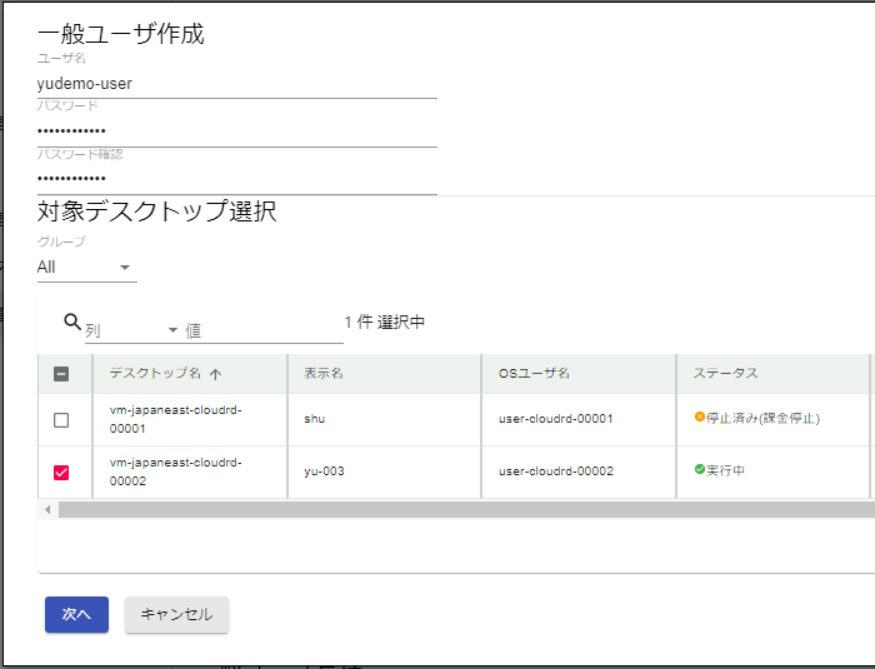 一般ユーザ作成
ユーザ名
yudemo-user
パスワード
••••••••••••
パスワード確認
••••••••••••
対象デスクトップ選択
グループ
All
列 値 1 件 選択中
デスクトップ名 ↑ 表示名 OSユーザ名 ステータス
vm-japaneast-cloudrd-
00001 shu user-cloudrd-00001 停止済み(課金停止)
vm-japaneast-cloudrd-
00002 yu-003 user-cloudrd-00002 実行中
次へ キャンセル